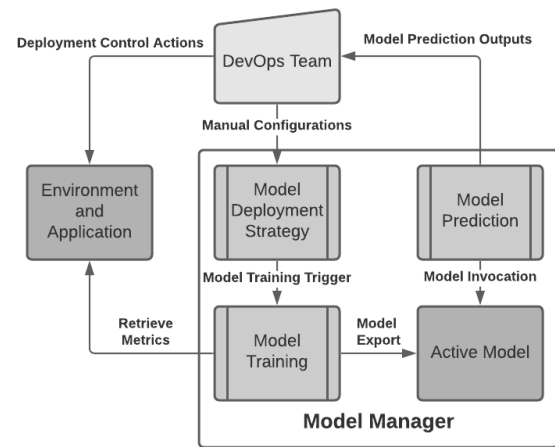 Deployment Control Actions
DevOps Team
Model Prediction Outputs
Manual Configurations
Environment
and
Application
Model
Deployment
Strategy
Model
Prediction
Model Training Trigger
Model Invocation
Retrieve
Metrics
Model
Training
Model
Export
Active Model
Model Manager